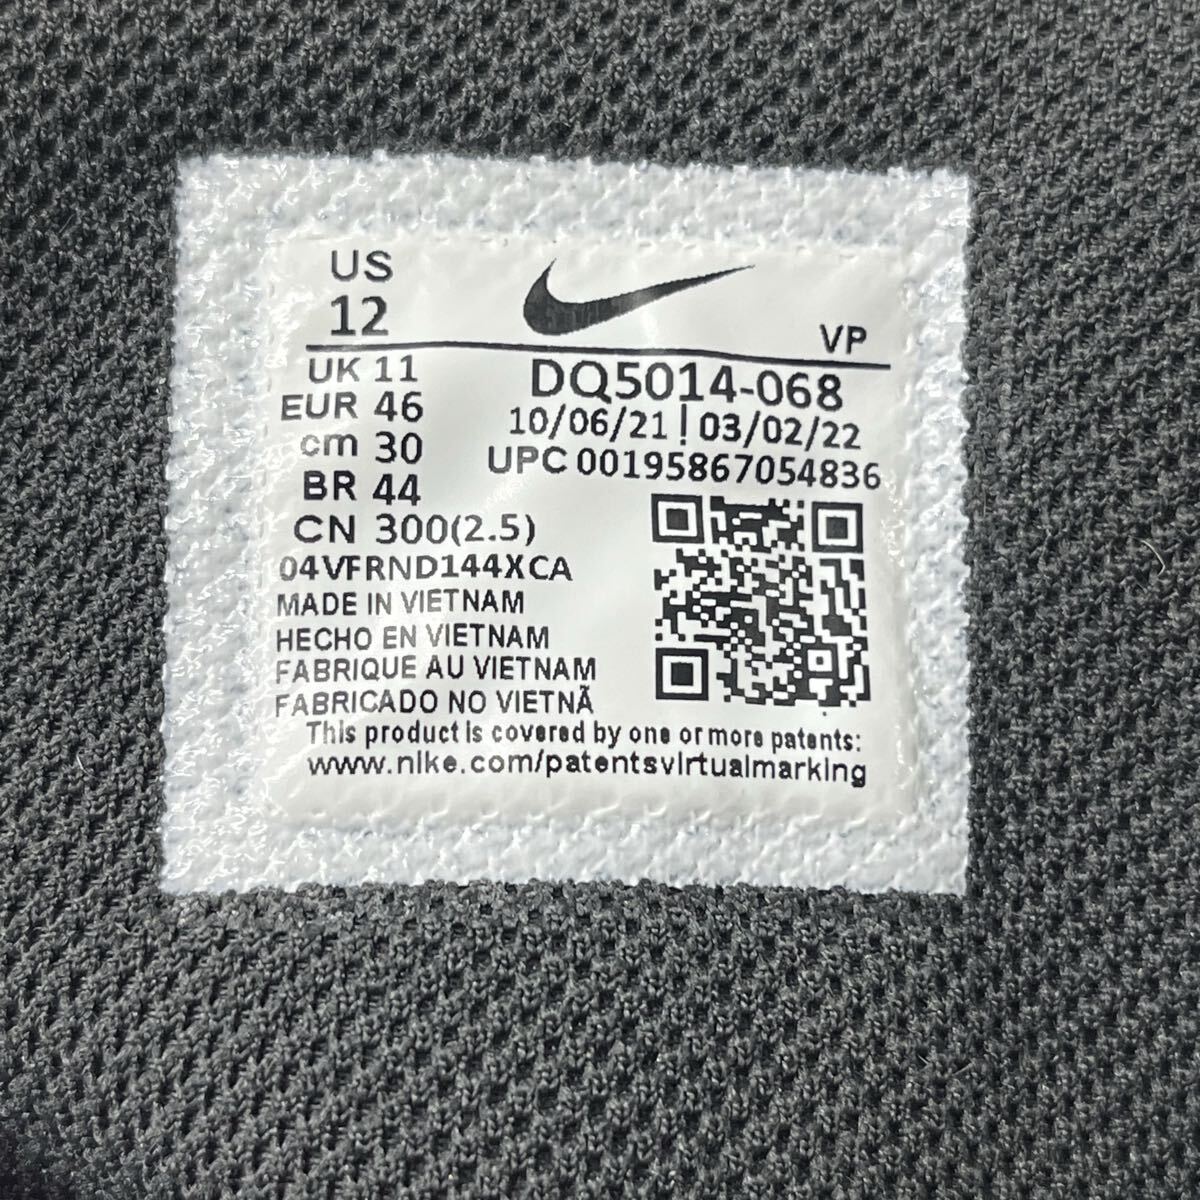 US
12
VP
UK 11
EUR 46
cm 30
BR 44
CN 300(2.5)
DQ5014-068
10/06/21 | 03/02/22
UPC 00195867054836
04VFRND144XCA
MADE IN VIETNAM
HECHO EN VIETNAM
FABRIQUE AU VIETNAM
FABRICADO NO VIETNÃ
This product is covered by one or more patents:
www.nike.com/patentsvirtualmarking